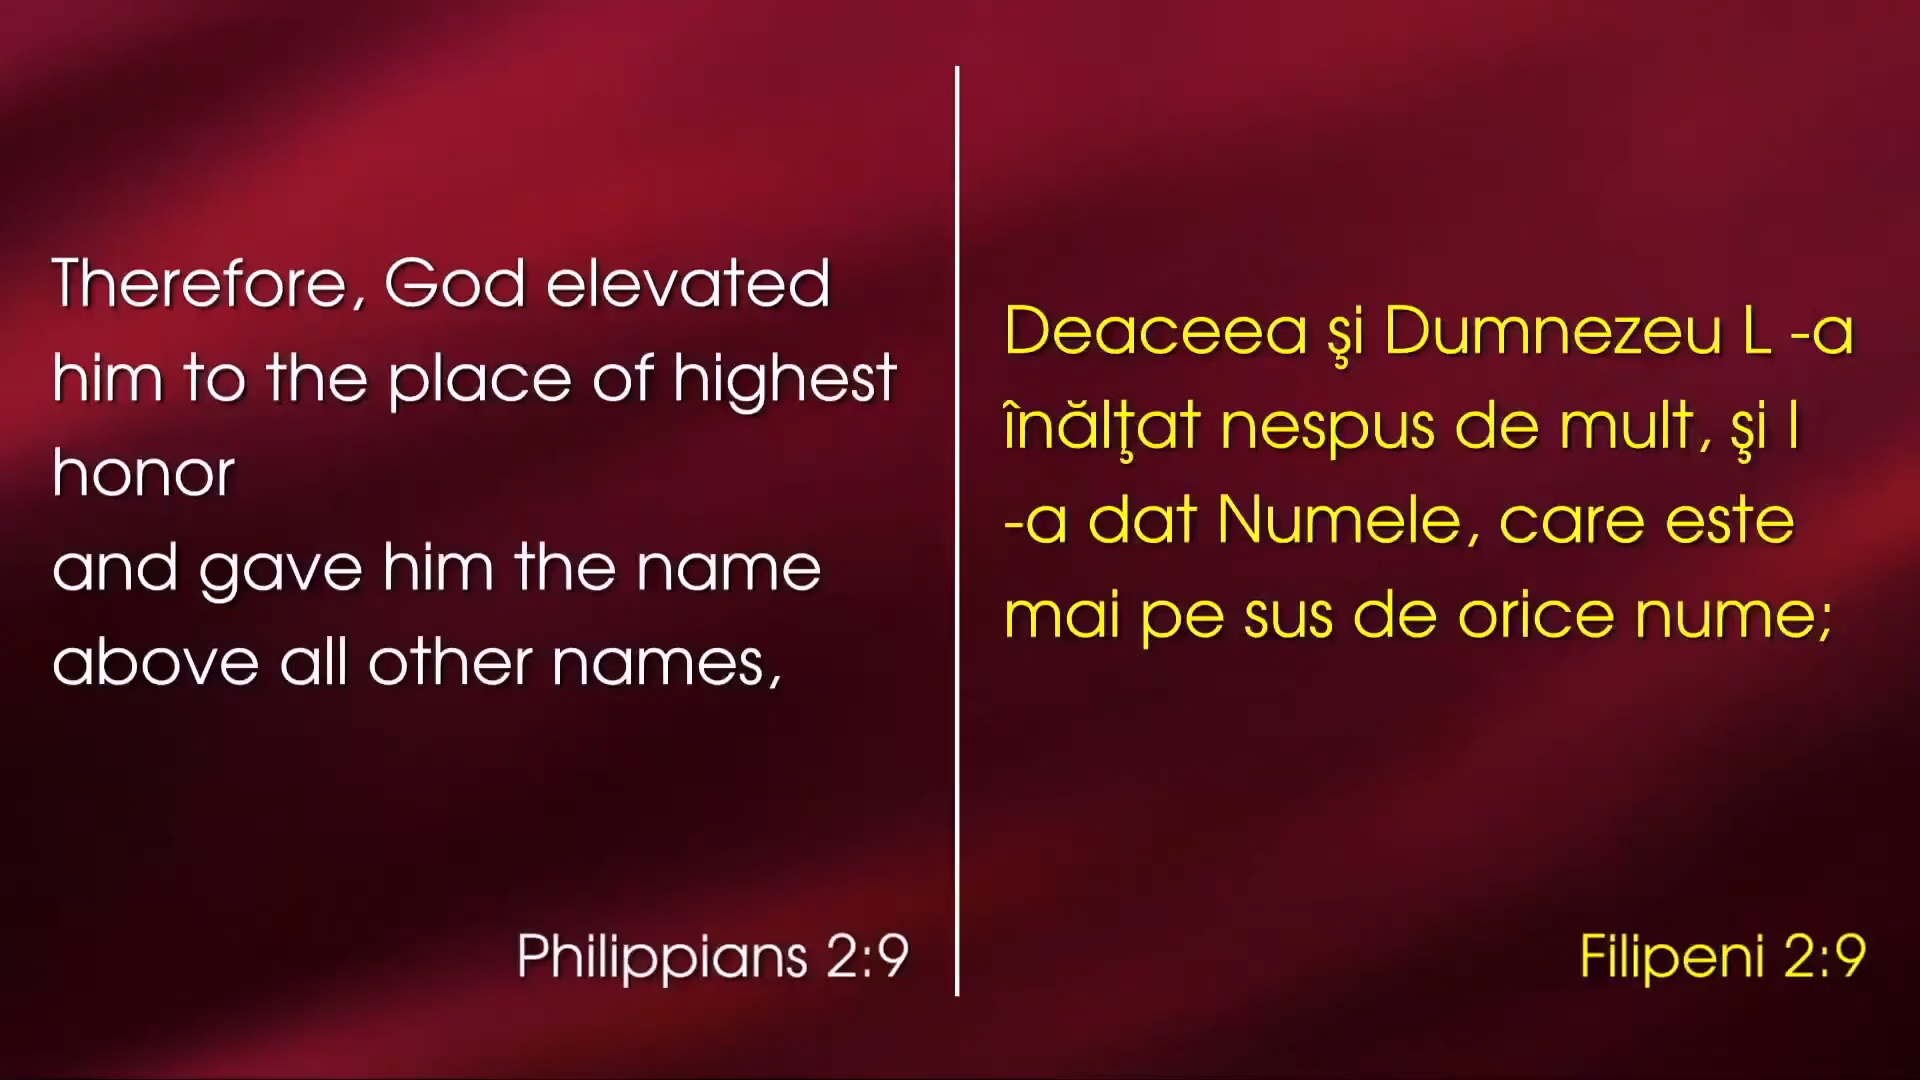 Therefore, God elevated
him to the place of highest
honor
and gave him the name
above all other names,
Philippians 2:9
Deaceea şi Dumnezeu L -a
înălţat nespus de mult, şi I
-a dat Numele, care este
mai pe sus de orice nume;
Filipeni 2:9